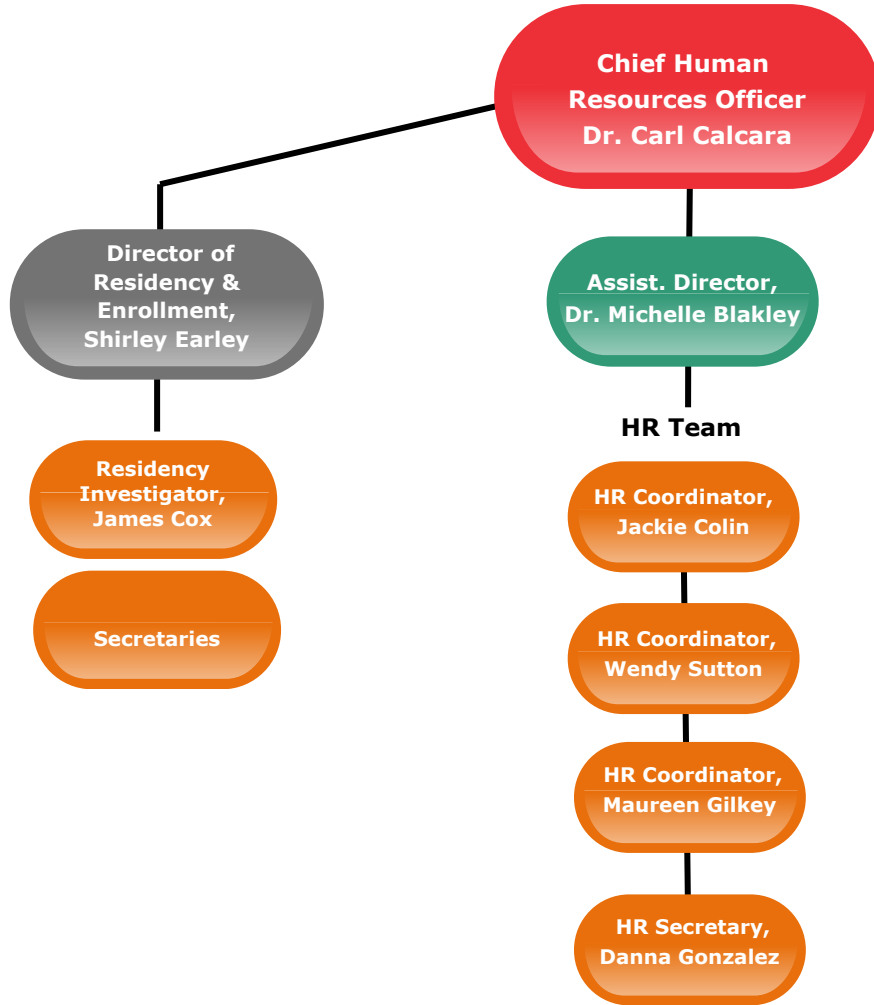 Chief Human
Resources Officer
Dr. Carl Calcara
Director of
Residency &
Enrollment,
Shirley Earley
Assist. Director,
Dr. Michelle Blakley
HR Team
Residency
Investigator,
James Cox
Secretaries
HR Coordinator,
Jackie Colin
HR Coordinator,
Wendy Sutton
HR Coordinator,
Maureen Gilkey
HR Secretary,
Danna Gonzalez